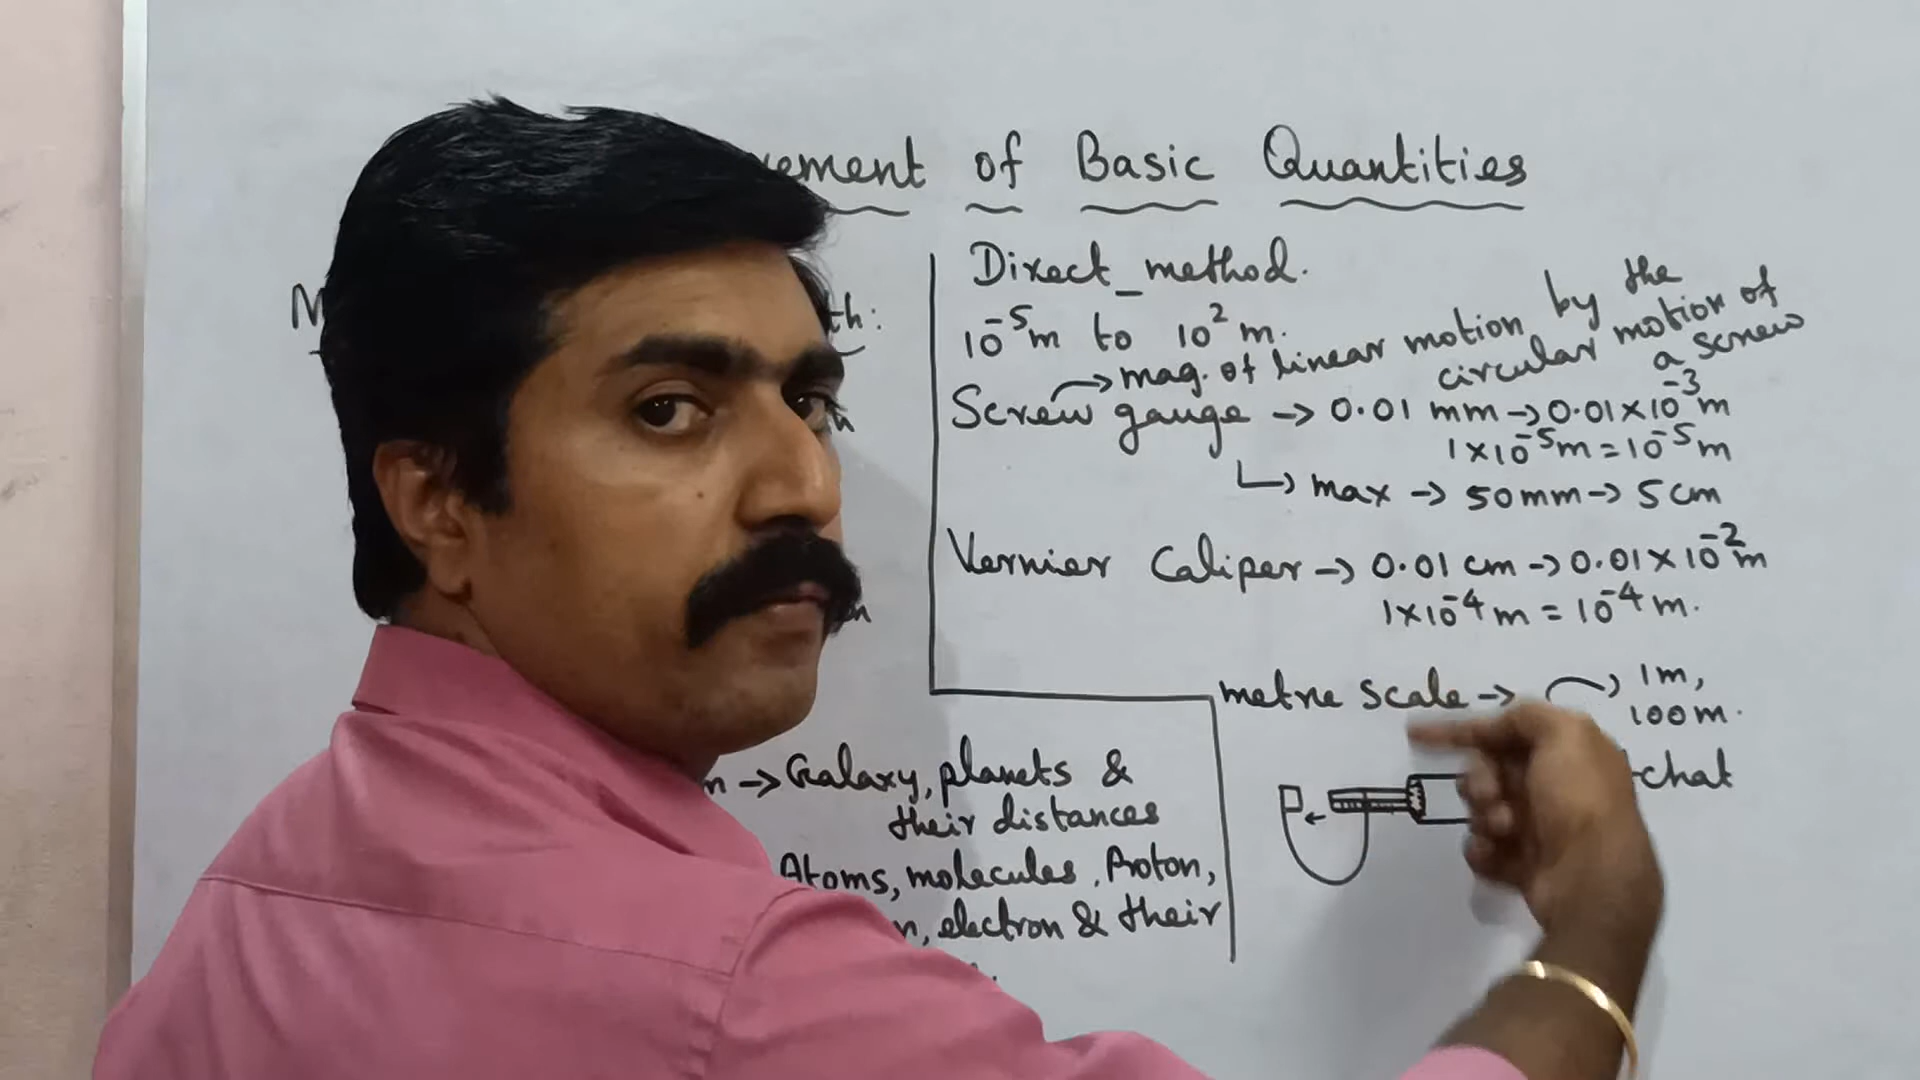 of Basic Quantities
Direct method.
10⁻⁵m to 10² m.
mag. of linear motion by the
circular motion of
a screw
Screw gauge → 0.01 mm → 0.01×10⁻³m
1×10⁻⁵m = 10⁻⁵m
max → 50mm → 5cm
Vernier Caliper → 0.01 cm → 0.01×10⁻²m
1×10⁻⁴m = 10⁻⁴m.
metre scale → 1m,
100m.
chat
→ Galaxy, planets &
their distances
Atoms, molecules, Proton,
electron & their